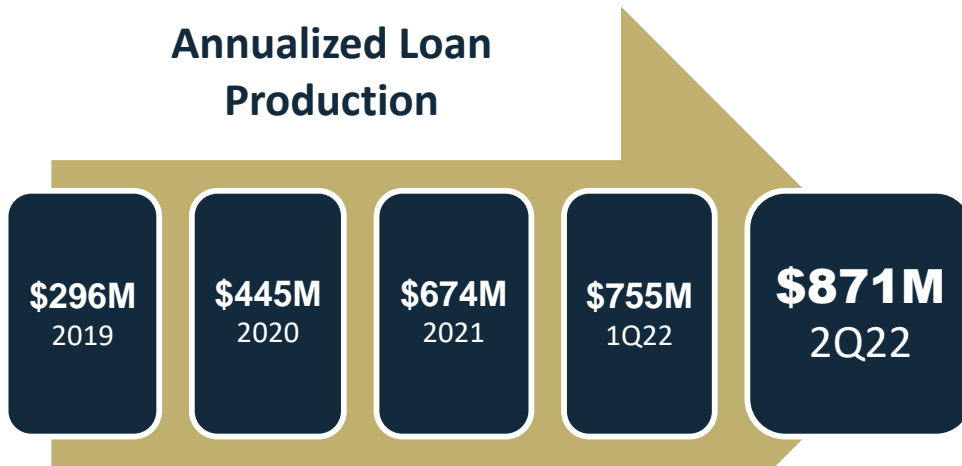 Annualized Loan
Production
$296M
2019
$445M
2020
$674M
2021
$755M
1Q22
$871M
2Q22